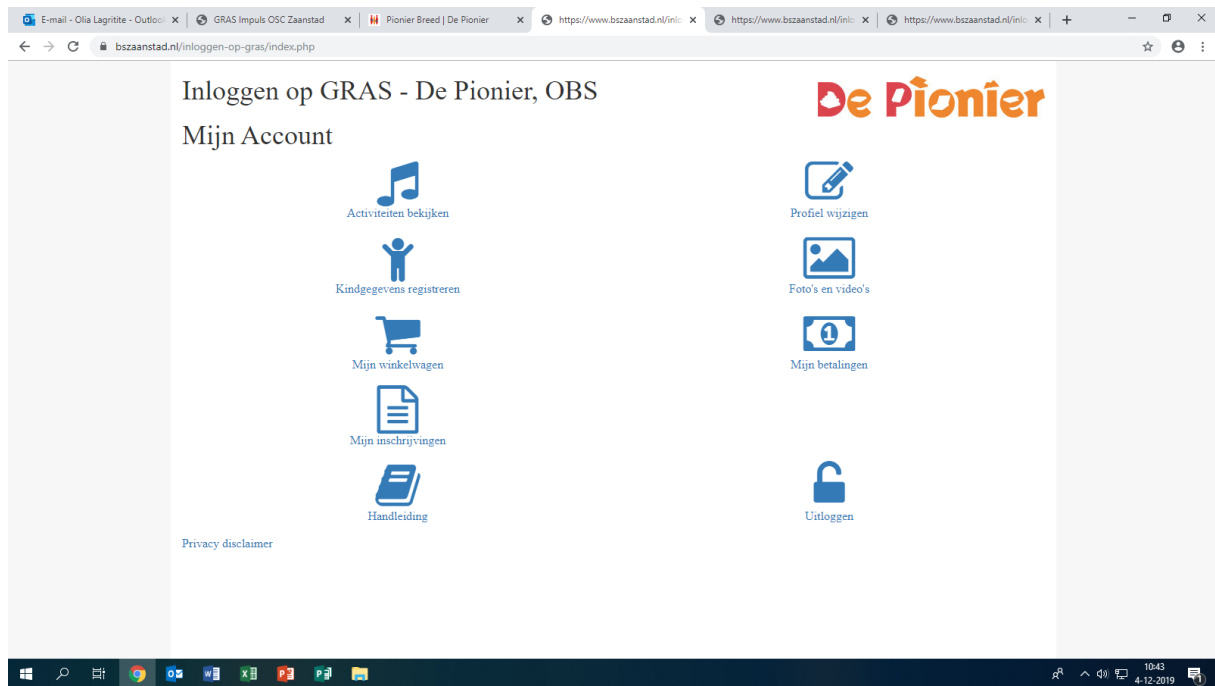 E-mail - Olia Lagritite - Outlook
GRAS Impuls OSC Zaanstad
Pionier Breed | De Pionier
https://www.bszaanstad.nl/inlo
https://www.bszaanstad.nl/inlo
https://www.bszaanstad.nl/inlo
bszaanstad.nl/inloggen-op-gras/index.php
Inloggen op GRAS - De Pionier, OBS
De Pionier
Mijn Account
Activiteiten bekijken
Profiel wijzigen
Kindgegevens registreren
Foto's en video's
Mijn winkelwagen
1
Mijn betalingen
Mijn inschrijvingen
Handleiding
Uitloggen
Privacy disclaimer
10:43
4-12-2019